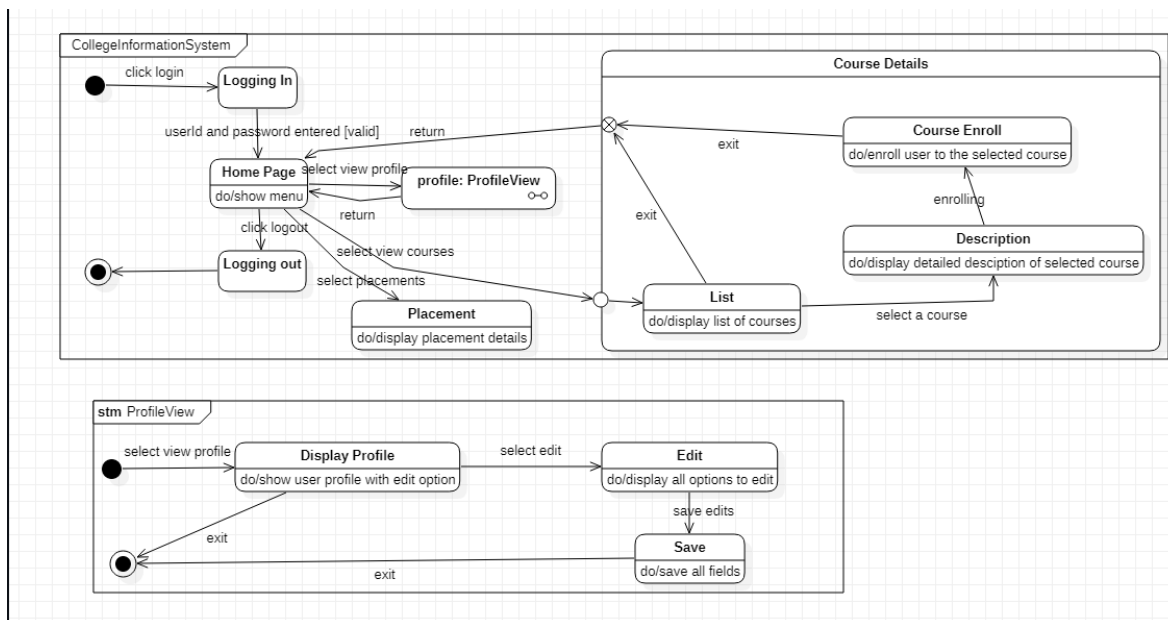 CollegeInformationSystem
click login
Logging In
userId and password entered [valid]
Home Page
do/show menu
select view profile
profile: ProfileView
return
return
click logout
Logging out
select view courses
select placements
Placement
do/display placement details
Course Details
Course Enroll
do/enroll user to the selected course
exit
enrolling
exit
Description
do/display detailed desciption of selected course
List
do/display list of courses
select a course
stm ProfileView
select view profile
Display Profile
do/show user profile with edit option
select edit
Edit
do/display all options to edit
save edits
Save
do/save all fields
exit
exit